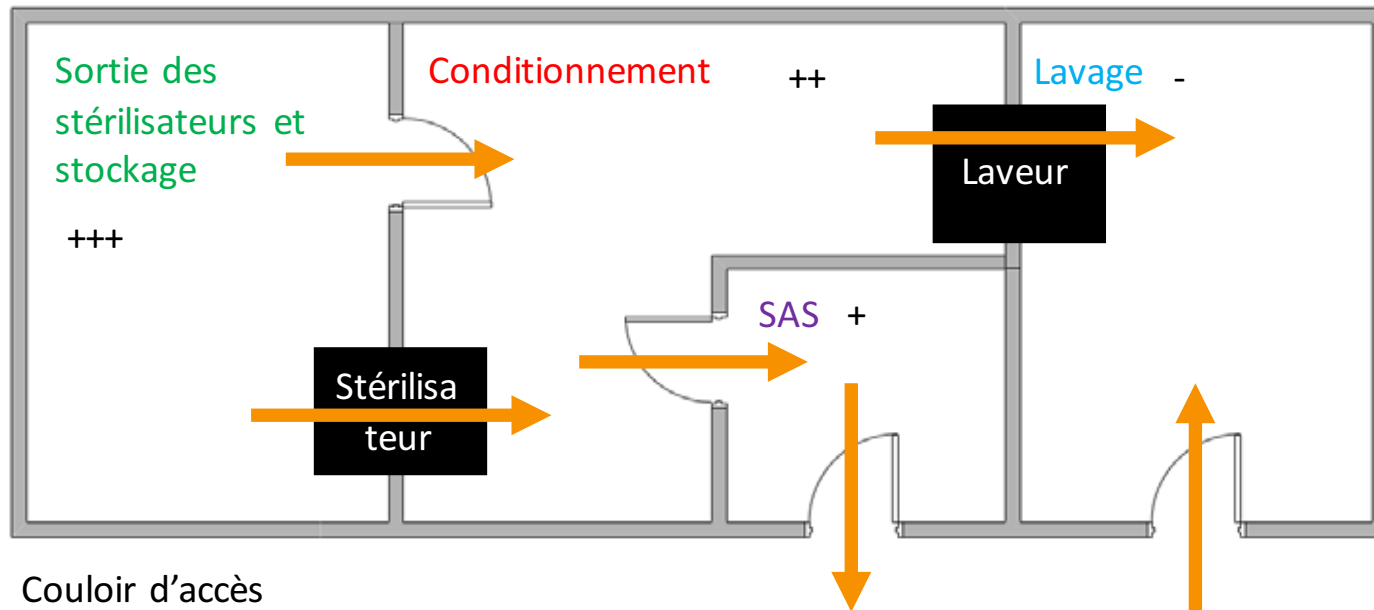 Sortie des
stérilisateurs et
stockage
+++
Conditionnement ++
Lavage -
Laveur
SAS +
Stérilisa
teur
Couloir d’accès